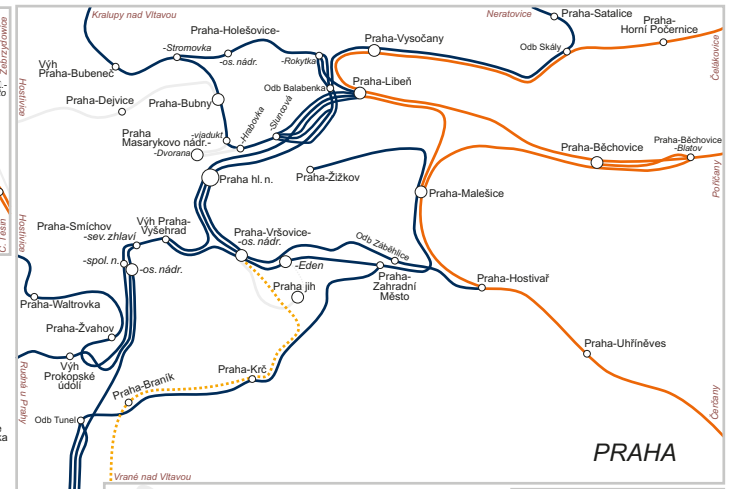 Kralupy nad Vltavou
Neratovice
Praha-Satalice
Praha-
Horní Počernice
Praha-Holešovice-
-Stromovka
-os. nádr.
-Rokytka
Praha-Vysočany
Odb Skály
Čelákovice
Zebrzydowice
Výh
Praha-Bubeneč
Hostivice
Praha-Dejvice
Praha-Bubny
Odb Balabenka
Praha-Libeň
-Hrabovka
-Sluncová
Praha
Masarykovo nádr.-
-viadukt
-Dvorana
Praha-Běchovice
Praha-Běchovice
-Blatov
Poříčany
Praha hl. n.
Praha-Žižkov
Praha-Malešice
Č. Těšín
Hostivice
Praha-Smíchov
-sev. zhlaví
Výh Praha-
Vyšehrad
Praha-Vršovice-
-os. nádr.
Odb Záběhlice
-spol. n.
-os. nádr.
-Eden
Praha jih
Praha-
Zahradní
Město
Praha-Hostivař
Praha-Waltrovka
Praha-Žvahov
Praha-Uhříněves
Výh
Prokopské
údolí
Rudná u Prahy
Praha-Braník
Praha-Krč
Čerčany
Odb Tunel
PRAHA
Vrané nad Vltavou